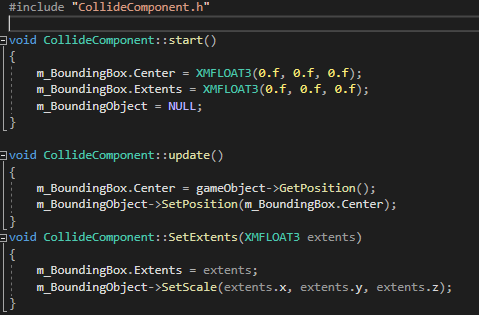 #include "CollideComponent.h"
void CollideComponent::start()
{
m_BoundingBox.Center = XMFLOAT3(0.f, 0.f, 0.f);
m_BoundingBox.Extents = XMFLOAT3(0.f, 0.f, 0.f);
m_BoundingObject = NULL;
}
void CollideComponent::update()
{
m_BoundingBox.Center = gameObject->GetPosition();
m_BoundingObject->SetPosition(m_BoundingBox.Center);
}
void CollideComponent::SetExtents(XMFLOAT3 extents)
{
m_BoundingBox.Extents = extents;
m_BoundingObject->SetScale(extents.x, extents.y, extents.z);
}